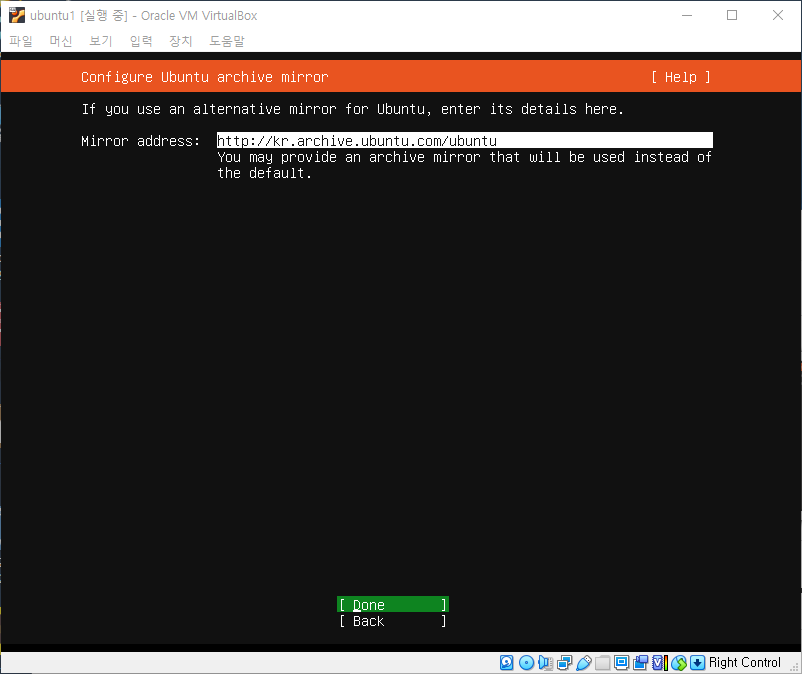 ubuntu1 [실행 중] - Oracle VM VirtualBox
파일 머신 보기 입력 장치 도움말
Configure Ubuntu archive mirror [ Help ]
If you use an alternative mirror for Ubuntu, enter its details here.
Mirror address: http://kr.archive.ubuntu.com/ubuntu
You may provide an archive mirror that will be used instead of
the default.
[ Done ]
[ Back ]
Right Control